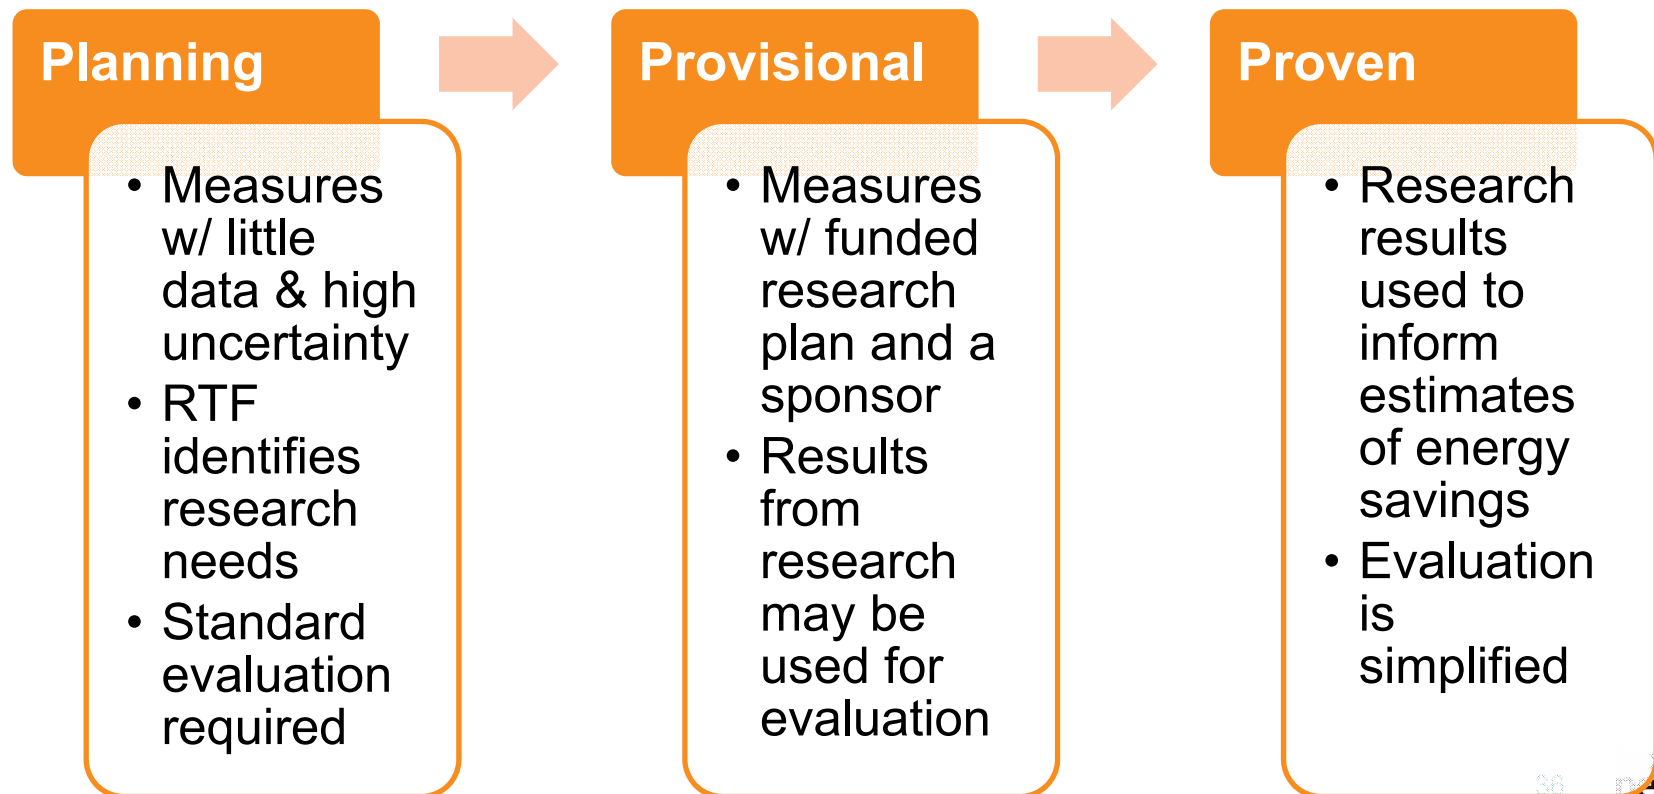 Planning
• Measures
w/ little
data & high
uncertainty
• RTF
identifies
research
needs
• Standard
evaluation
required
Provisional
• Measures
w/ funded
research
plan and a
sponsor
• Results
from
research
may be
used for
evaluation
Proven
• Research
results
used to
inform
estimates
of energy
savings
• Evaluation
is
simplified
36